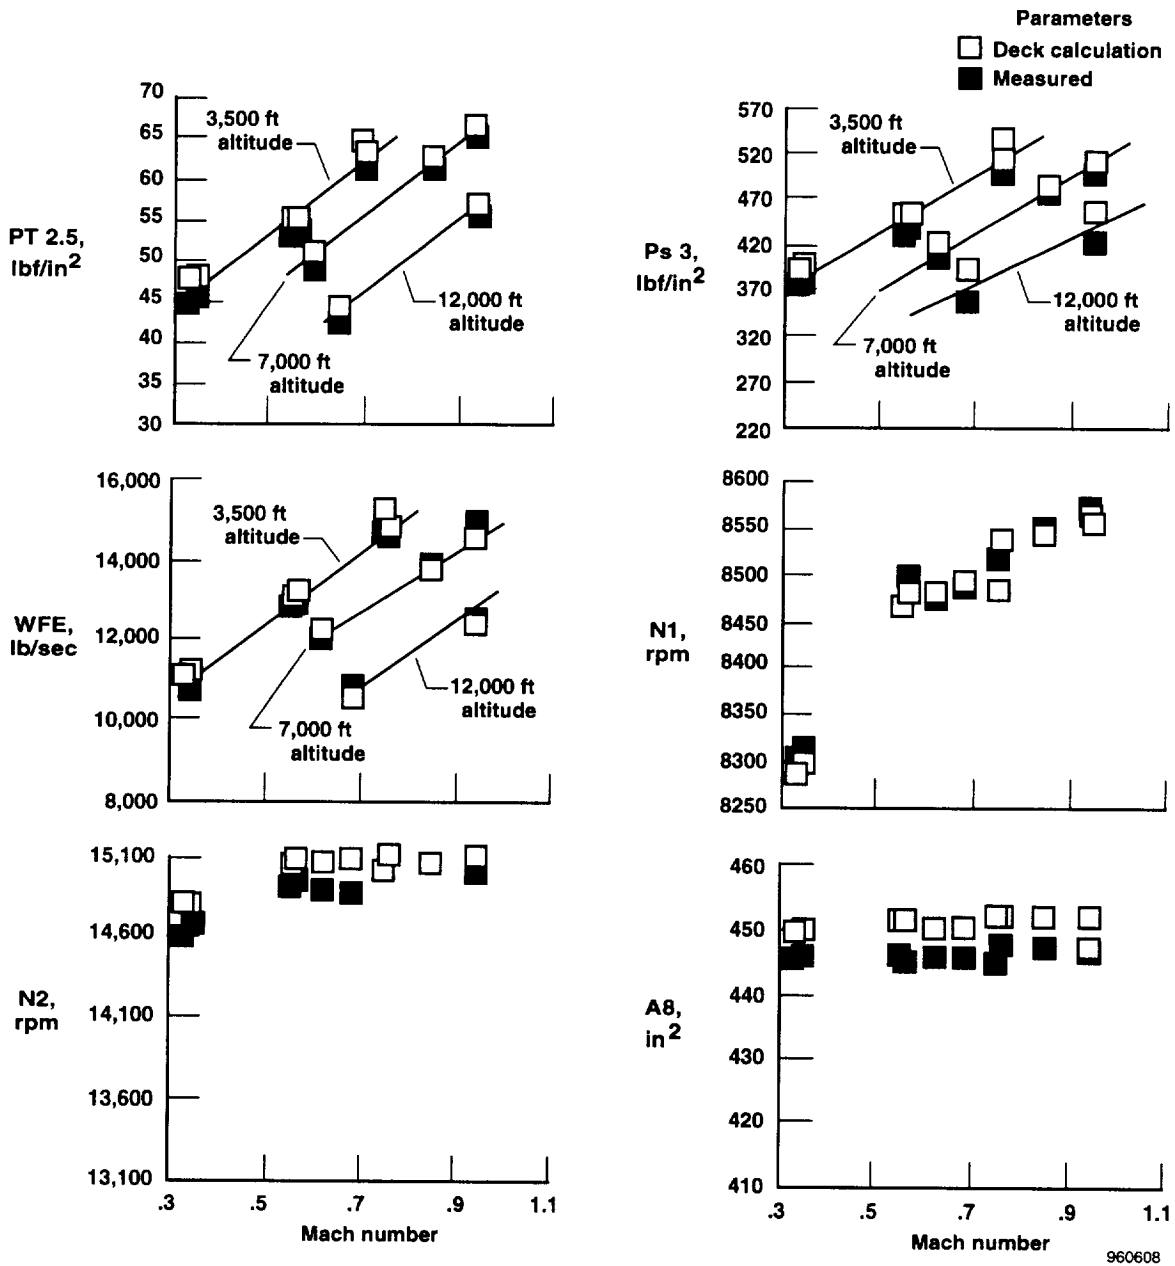 Parameters
Deck calculation
Measured
70
65
60
55
50
45
40
35
30
PT 2.5,
lbf/in2
3,500 ft
altitude
7,000 ft
altitude
12,000 ft
altitude
570
520
470
420
370
320
270
220
Ps 3,
lbf/in2
3,500 ft
altitude
7,000 ft
altitude
12,000 ft
altitude
16,000
14,000
12,000
10,000
8,000
WFE,
lb/sec
3,500 ft
altitude
7,000 ft
altitude
12,000 ft
altitude
8600
8550
8500
8450
8400
8350
8300
8250
N1,
rpm
15,100
14,600
14,100
13,600
13,100
N2,
rpm
.3 .5 .7 .9 1.1
Mach number
460
450
440
430
420
410
A8,
in2
.3 .5 .7 .9 1.1
Mach number
960608